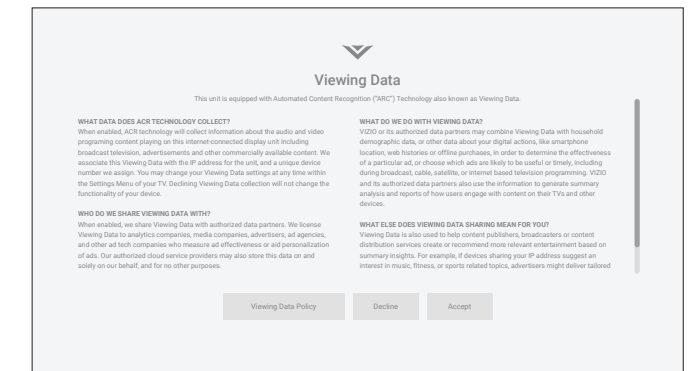 Viewing Data
This unit is equipped with Automated Content Recognition ("ARC") Technology also known as Viewing Data.
WHAT DATA DOES ACR TECHNOLOGY COLLECT?
When enabled, ACR technology will collect information about the audio and video
programing content playing on this internet-connected display unit including
broadcast television, advertisements and other commercially available content. We
associate this Viewing Data with the IP address for the unit, and a unique device
number we assign. You may change your Viewing Data settings at any time within
the Settings Menu of your TV. Declining Viewing Data collection will not change the
functionality of your device.
WHO DO WE SHARE VIEWING DATA WITH?
When enabled, we share Viewing Data with authorized data partners. We license
Viewing Data to analytics companies, media companies, advertisers, ad agencies,
and other ad tech companies who measure ad effectiveness or aid personalization
of ads. Our authorized cloud service providers may also store this data on and
solely on our behalf, and for no other purposes.
WHAT DO WE DO WITH VIEWING DATA?
VIZIO or its authorized data partners may combine Viewing Data with household
demographic data, or other data about your digital actions, like smartphone
location, web histories or offline purchases, in order to determine the effectiveness
of a particular ad, or choose which ads are likely to be useful or timely, including
during broadcast, cable, satellite, or internet based television programming. VIZIO
and its authorized data partners also use the information to generate summary
analysis and reports of how users engage with content on their TVs and other
devices.
WHAT ELSE DOES VIEWING DATA SHARING MEAN FOR YOU?
Viewing Data is also used to help content publishers, broadcasters or content
distribution services create or recommend more relevant entertainment based on
summary insights. For example, if devices sharing your IP address suggest an
interest in music, fitness, or sports related topics, advertisers might deliver tailored
Viewing Data Policy
Decline
Accept